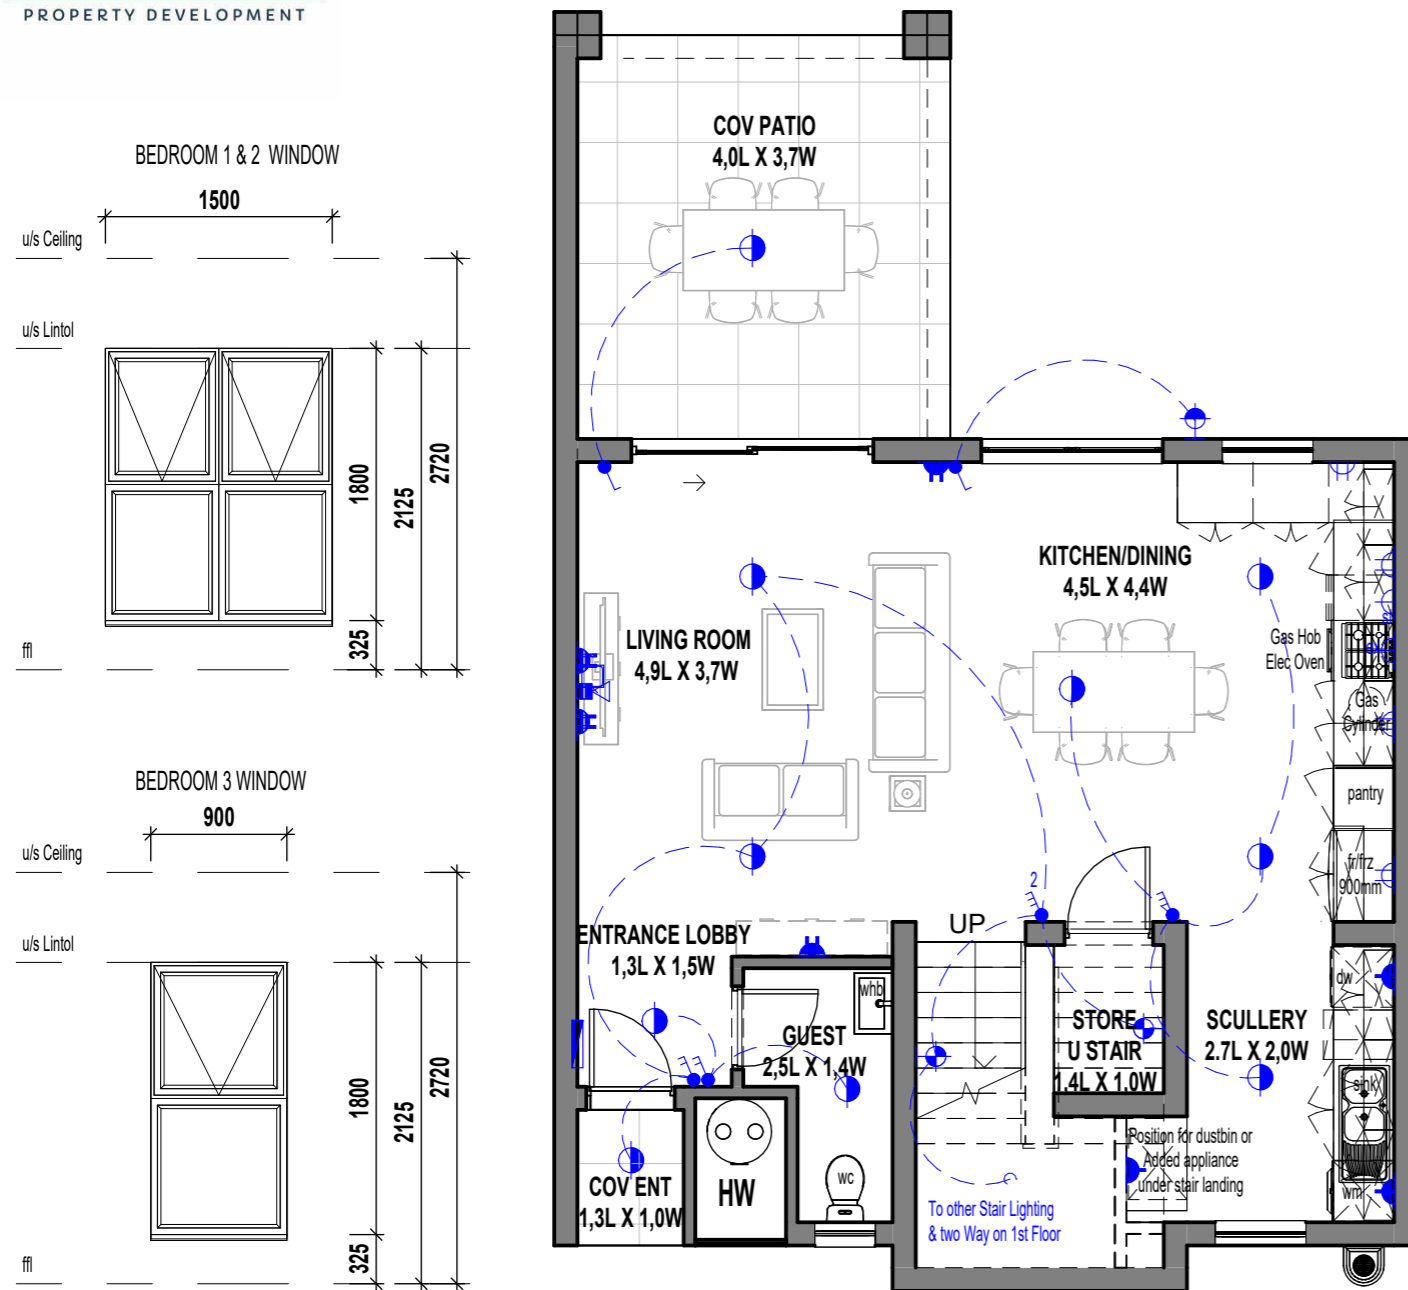 PROPERTY DEVELOPMENT
BEDROOM 1 & 2 WINDOW
1500
u/s Ceiling
u/s Lintol
1800
2125
2720
325
ffl
BEDROOM 3 WINDOW
900
u/s Ceiling
u/s Lintol
1800
2125
2720
325
ffl
COV PATIO
4,0L X 3,7W
KITCHEN/DINING
4,5L X 4,4W
LIVING ROOM
4,9L X 3,7W
Gas Hob
Elec Oven
Gas
Cylinder
pantry
fr/frz
900mm
2
UP
ENTRANCE LOBBY
1,3L X 1,5W
whb
GUEST
2,5L X 1,4W
STORE
U STAIR
1,4L X 1,0W
SCULLERY
2.7L X 2,0W
dw
sink
wm
Position for dustbin or
Added appliance
under stair landing
COV ENT
1,3L X 1,0W
HW
WC
To other Stair Lighting
& two Way on 1st Floor